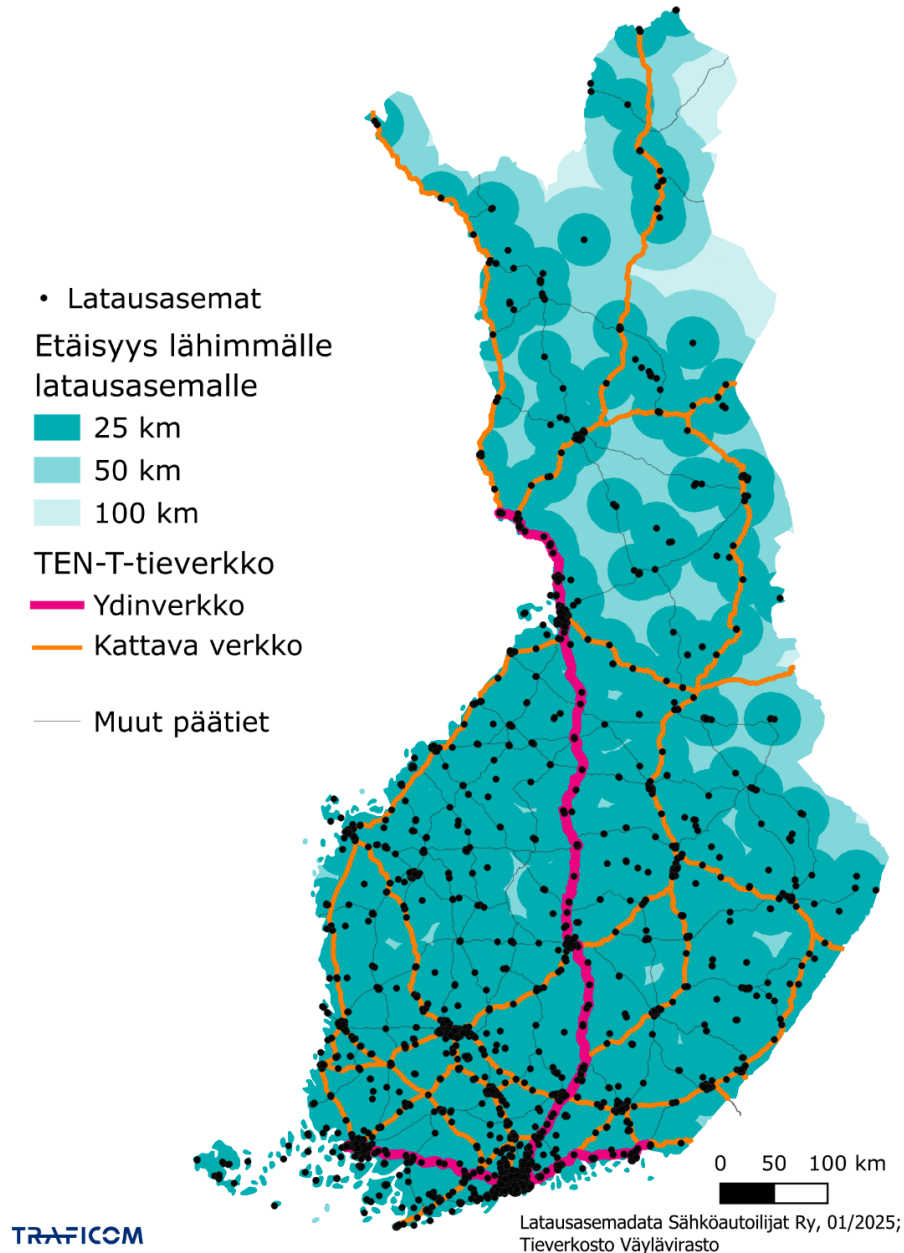 Latausasemat
Etäisyys lähimmälle
latausasemalle
25 km
50 km
100 km
TEN-T-tieverkko
Ydinverkko
Kattava verkko
Muut päätiet
0 50 100 km
TRAFICOM
Latausasemadata Sähköautoilijat Ry, 01/2025;
Tieverkosto Väylävirasto